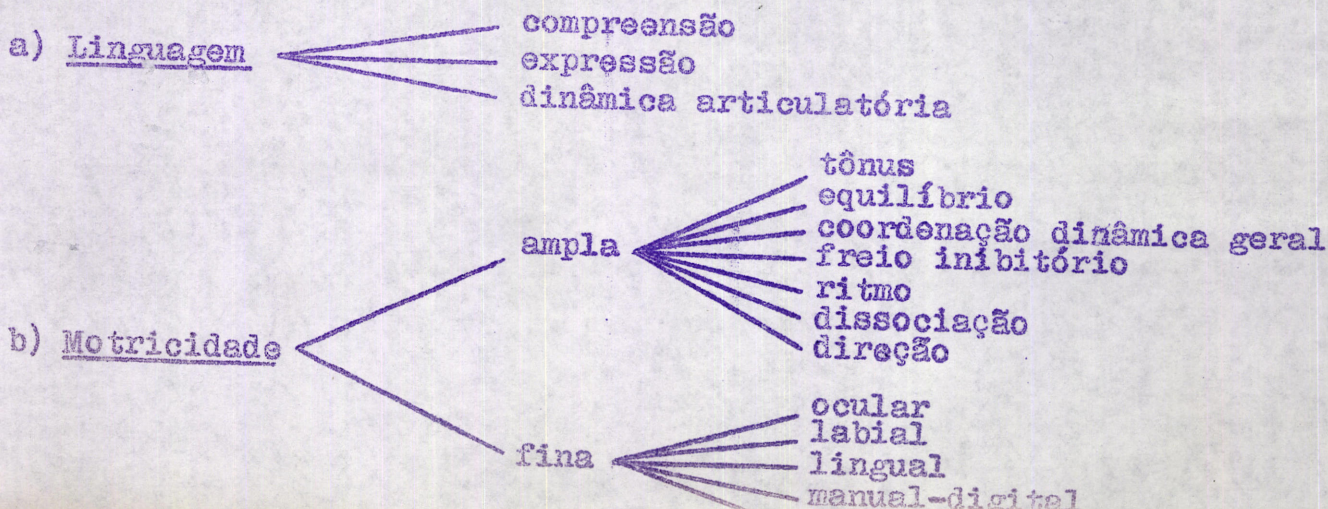 compreensão
a) Linguagem
expressão
dinâmica articulatória
tônus
equilíbrio
ampla
coordenação dinâmica geral
freio inibitório
ritmo
dissociação
b) Motricidade
direção
ocular
labial
fina
lingual
manual-digital